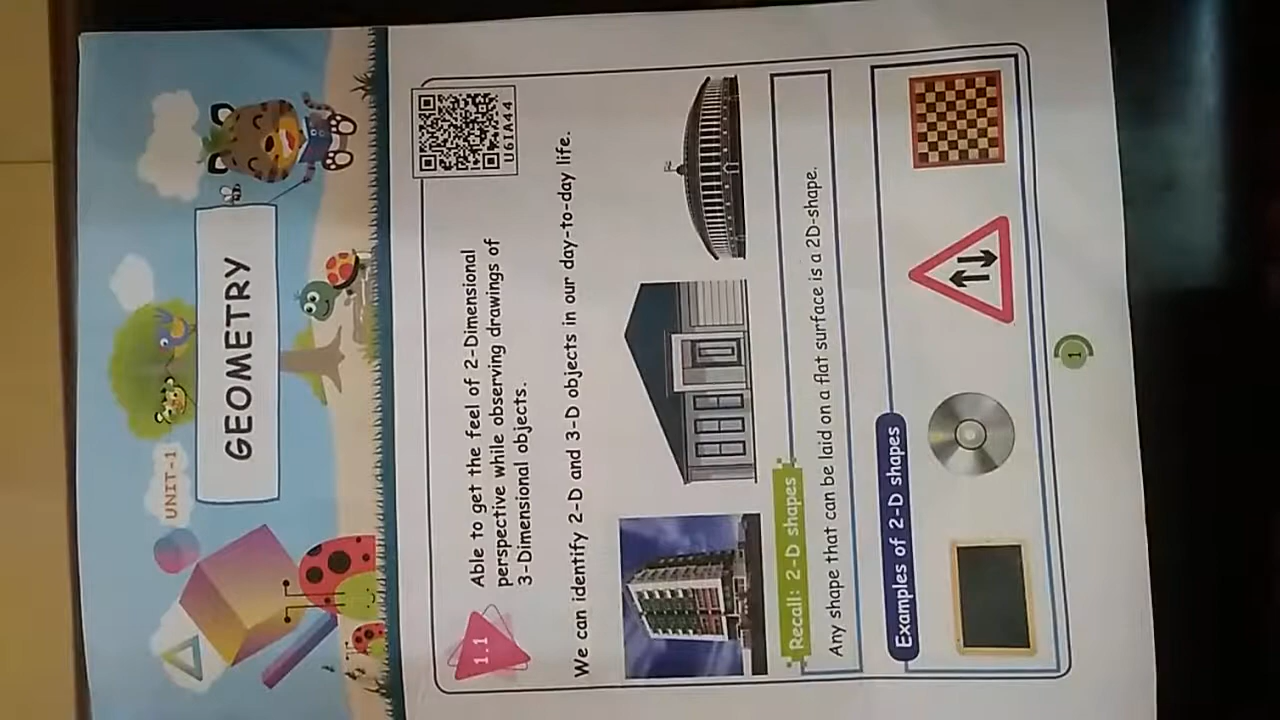 UNIT-1
GEOMETRY
U6IA44
1.1
Able to get the feel of 2-Dimensional
perspective while observing drawings of
3-Dimensional objects.
We can identify 2-D and 3-D objects in our day-to-day life.
Recall: 2-D shapes
Any shape that can be laid on a flat surface is a 2D-shape.
Examples of 2-D shapes
1